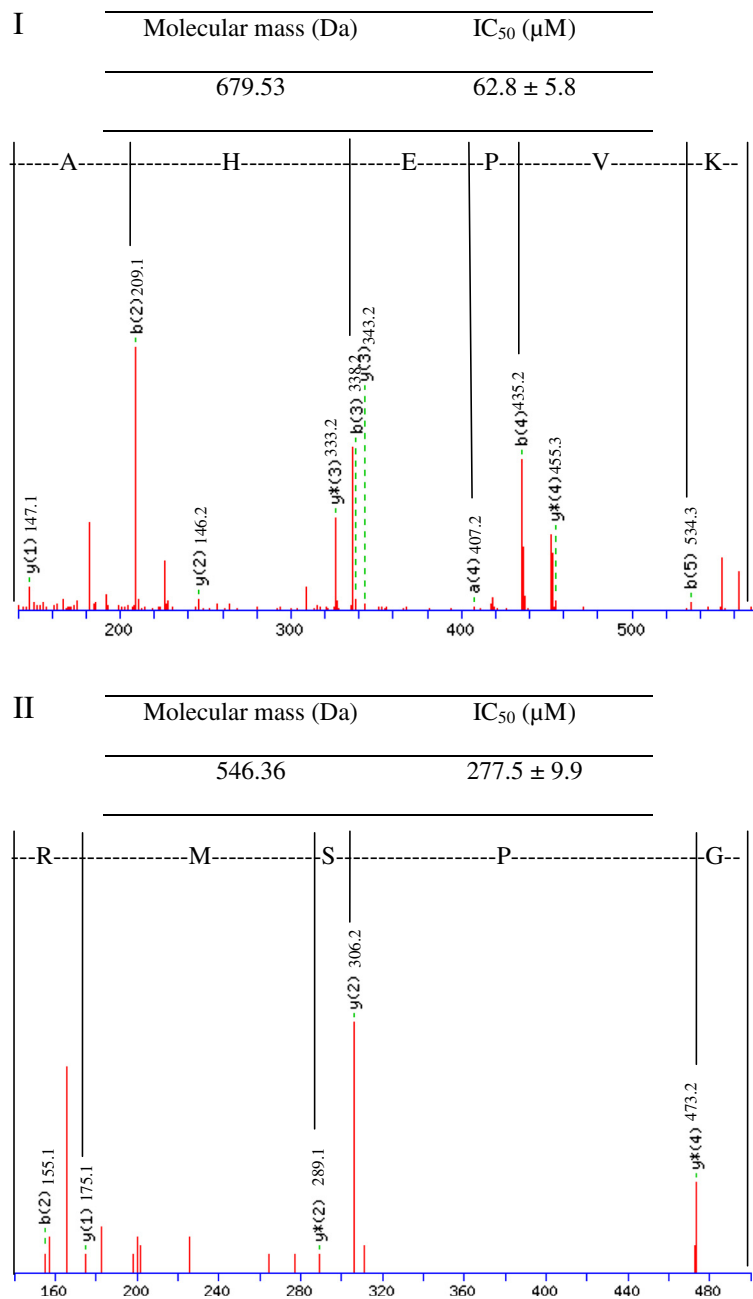 I
Molecular mass (Da) IC50 (µM)
679.53 62.8 ± 5.8
-------A-------------------H-----------------E--------P-----------V------------K----
y(1) 147.1
b(2) 209.1
y(2) 146.2
y*(3) 333.2
b(3) 338.2
y(3) 343.2
a(4) 407.2
b(4) 435.2
y*(4) 455.3
b(5) 534.3
200 300 400 500
II
Molecular mass (Da) IC50 (µM)
546.36 277.5 ± 9.9
---R------------------M---------------S---------------------P----------------------G----
b(2) 155.1
y(1) 175.1
y*(2) 289.1
y(2) 306.2
y*(4) 473.2
160 200 240 280 320 360 400 440 480